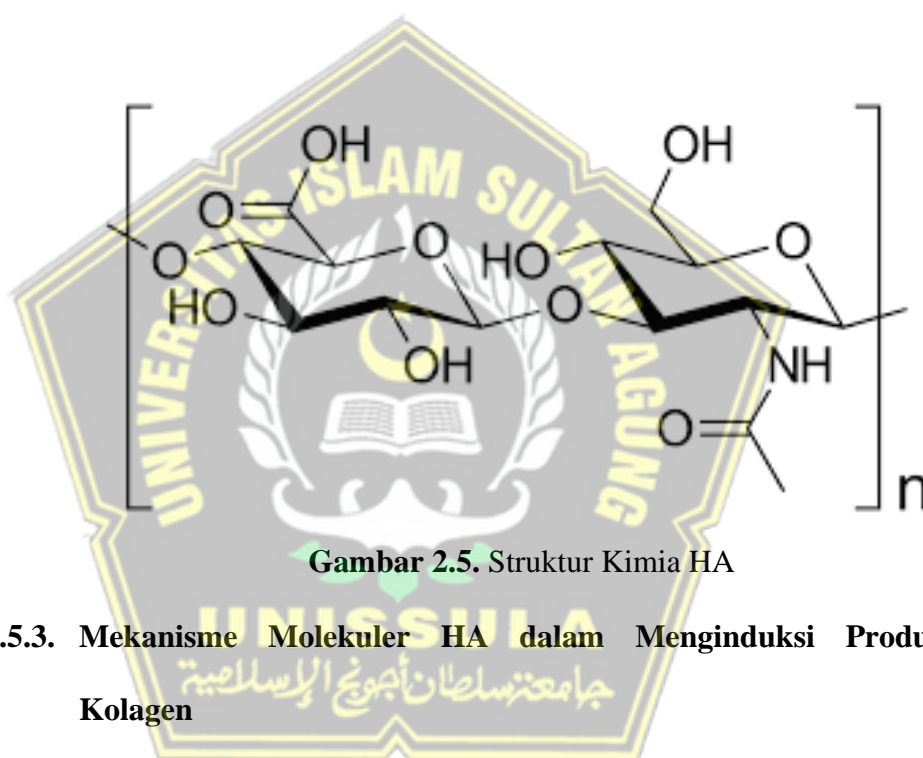 OH
OH
O
O
O
O
HO
HO
O
OH
NH
O
n
UNIVERSITAS ISLAM SULTAN AGUNG
Gambar 2.5. Struktur Kimia HA
UNISSULA
.5.3. Mekanisme Molekuler HA dalam Menginduksi Produ
جامعة سلطان أجونج الإسلامية
Kolagen